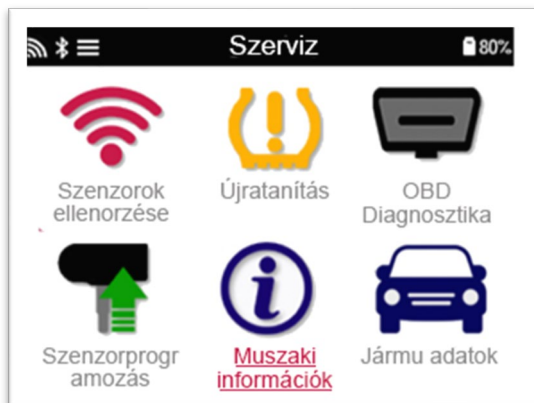 Szerviz 80%
Szenzorok
ellenorzése
Újratanítás
OBD
Diagnosztika
Szenzorprogr
amozás
Muszaki
információk
Jármu adatok